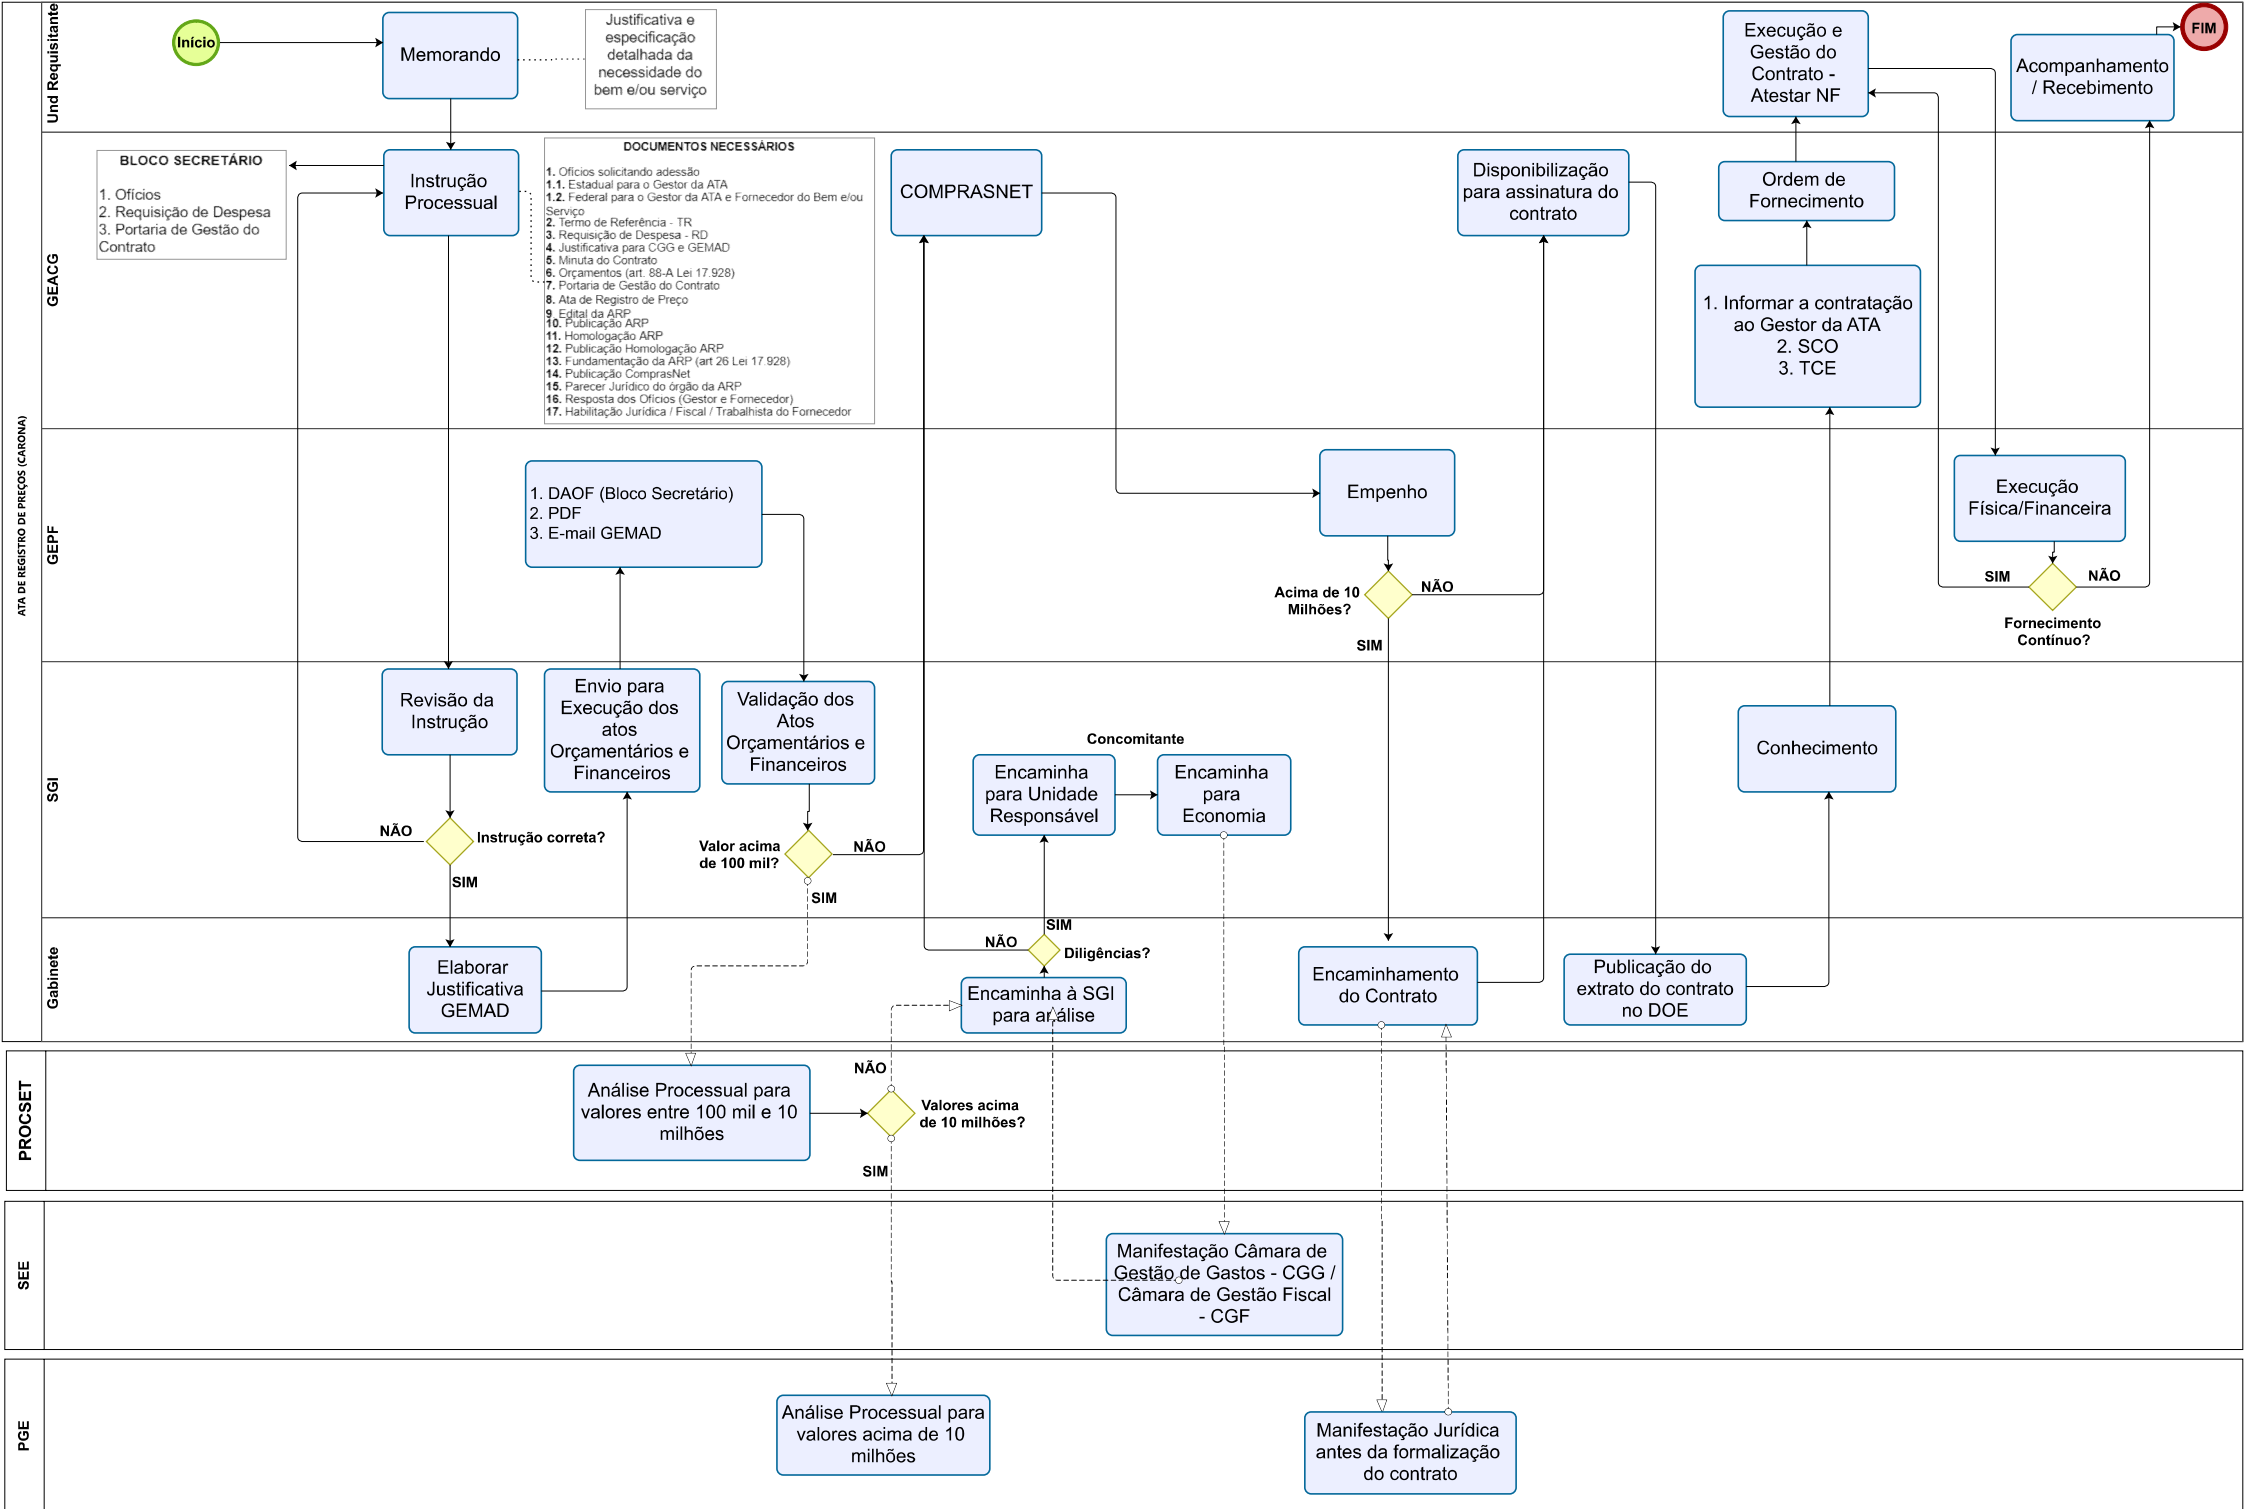 ATA DE REGISTRO DE PREÇOS (CARONA)
Und Requisitante
Início
Memorando
Justificativa e
especificação
detalhada da
necessidade do
bem e/ou serviço
Execução e
Gestão do
Contrato -
Atestar NF
Acompanhamento
/ Recebimento
FIM
GEACG
BLOCO SECRETÁRIO
1. Ofícios
2. Requisição de Despesa
3. Portaria de Gestão do
Contrato
Instrução
Processual
DOCUMENTOS NECESSÁRIOS
1. Ofícios solicitando adessão
1.1. Estadual para o Gestor da ATA
1.2. Federal para o Gestor da ATA e Fornecedor do Bem e/ou
Serviço
2. Termo de Referência - TR
3. Requisição de Despesa - RD
4. Justificativa para CGG e GEMAD
5. Minuta do Contrato
6. Orçamentos (art. 88-A Lei 17.928)
7. Portaria de Gestão do Contrato
8. Ata de Registro de Preço
9. Edital da ARP
10. Publicação ARP
11. Homologação ARP
12. Publicação Homologação ARP
13. Fundamentação da ARP (art 26 Lei 17.928)
14. Publicação ComprasNet
15. Parecer Jurídico do órgão da ARP
16. Resposta dos Ofícios (Gestor e Fornecedor)
17. Habilitação Jurídica / Fiscal / Trabalhista do Fornecedor
COMPRASNET
Disponibilização
para assinatura do
contrato
Ordem de
Fornecimento
1. Informar a contratação
ao Gestor da ATA
2. SCO
3. TCE
GEPF
1. DAOF (Bloco Secretário)
2. PDF
3. E-mail GEMAD
Empenho
Acima de 10
Milhões?
NÃO
SIM
Execução
Física/Financeira
SIM
NÃO
Fornecimento
Contínuo?
SGI
Revisão da
Instrução
NÃO
Instrução correta?
SIM
Envio para
Execução dos
atos
Orçamentários e
Financeiros
Validação dos
Atos
Orçamentários e
Financeiros
Valor acima
de 100 mil?
NÃO
SIM
Concomitante
Encaminha
para Unidade
Responsável
Encaminha
para
Economia
Conhecimento
Gabinete
Elaborar
Justificativa
GEMAD
SIM
NÃO
Diligências?
Encaminha à SGI
para análise
Encaminhamento
do Contrato
Publicação do
extrato do contrato
no DOE
PROCSET
Análise Processual para
valores entre 100 mil e 10
milhões
NÃO
Valores acima
de 10 milhões?
SIM
SEE
Manifestação Câmara de
Gestão de Gastos - CGG /
Câmara de Gestão Fiscal
- CGF
PGE
Análise Processual para
valores acima de 10
milhões
Manifestação Jurídica
antes da formalização
do contrato